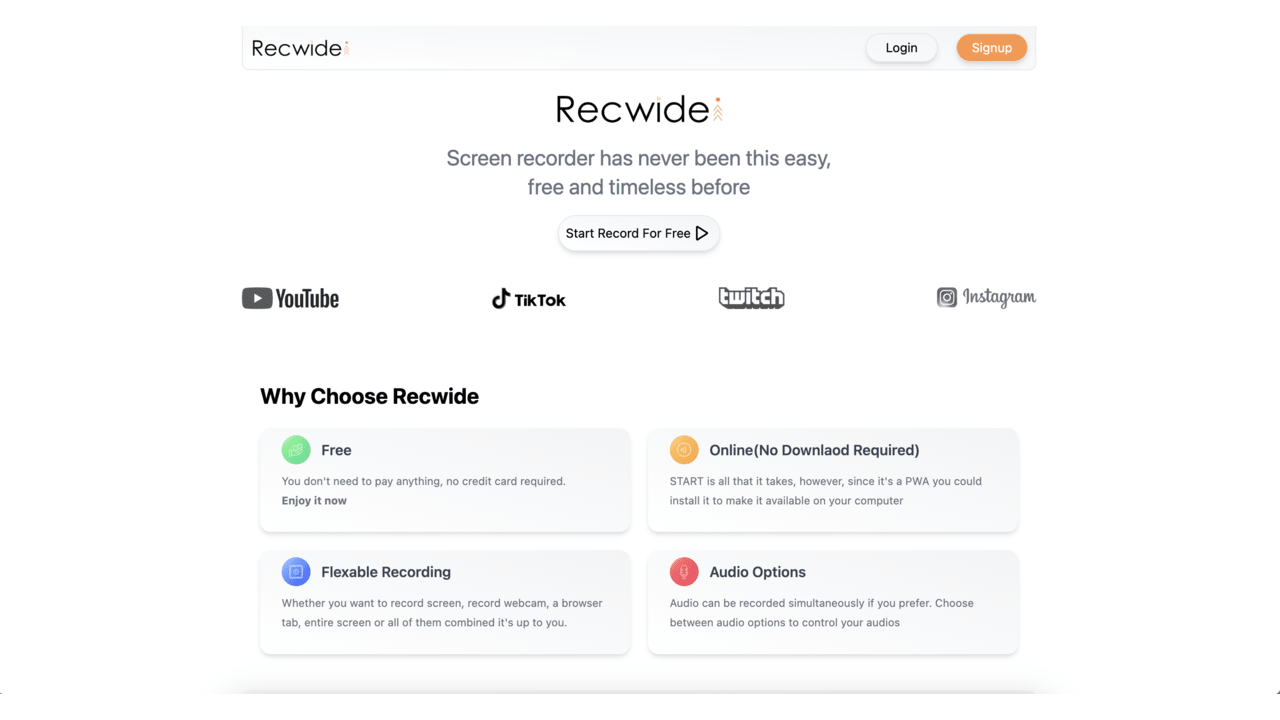 Recwide
Login
Signup
Recwide
Screen recorder has never been this easy,
free and timeless before
Start Record For Free
YouTube
TikTok
twitch
Instagram
Why Choose Recwide
Free
You don't need to pay anything, no credit card required.
Enjoy it now
Online(No Downlaod Required)
START is all that it takes, however, since it's a PWA you could
install it to make it available on your computer
Flexable Recording
Whether you want to record screen, record webcam, a browser
tab, entire screen or all of them combined it's up to you.
Audio Options
Audio can be recorded simultaneously if you prefer. Choose
between audio options to control your audios